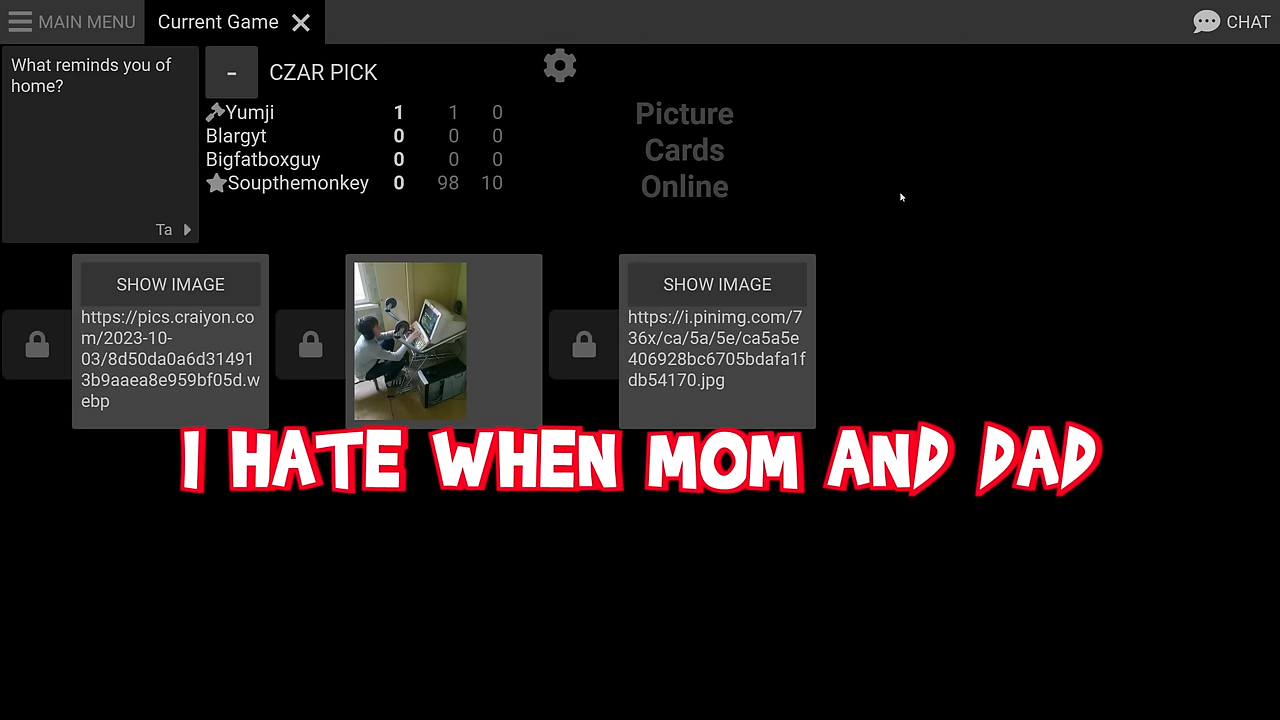 MAIN MENU
Current Game
CHAT
What reminds you of
home?
Ta
-
CZAR PICK
Yumji 1 1 0
Blargyt 0 0 0
Bigfatboxguy 0 0 0
Soupthemonkey 0 98 10
Picture
Cards
Online
SHOW IMAGE
https://pics.craiyon.co
m/2023-10-
03/8d50da0a6d31491
3b9aaea8e959bf05d.w
ebp
SHOW IMAGE
https://i.pinimg.com/7
36x/ca/5a/5e/ca5a5e
406928bc6705bdafa1f
db54170.jpg
I HATE WHEN MOM AND DAD